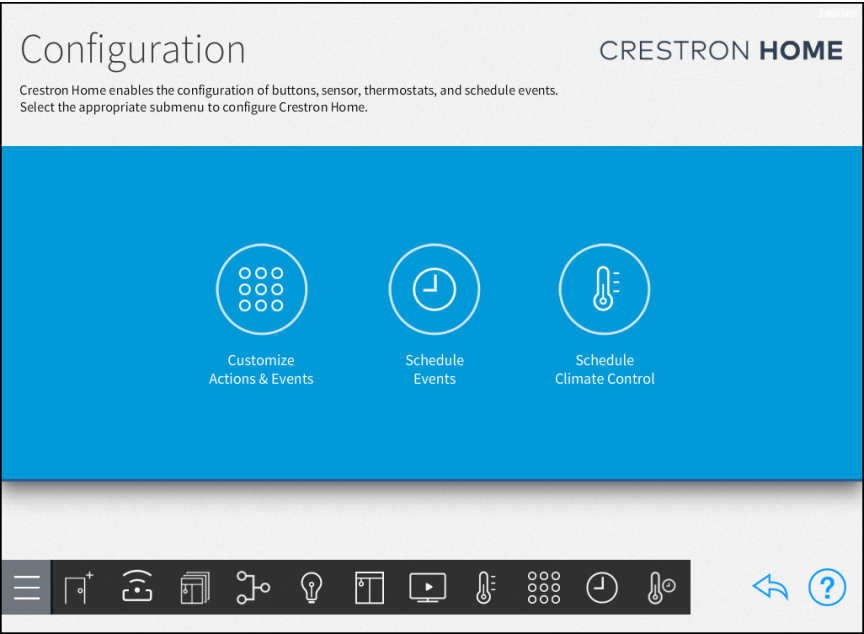 Configuration
CRESTRON HOME
Crestron Home enables the configuration of buttons, sensor, thermostats, and schedule events.
Select the appropriate submenu to configure Crestron Home.
Customize
Actions & Events
Schedule
Events
Schedule
Climate Control
?